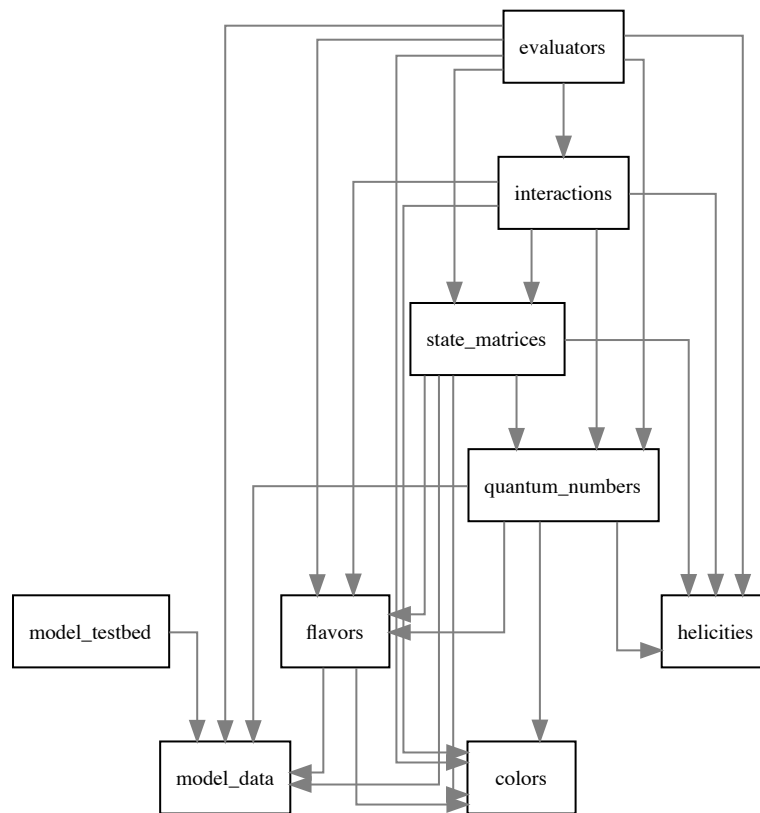 evaluators
interactions
state_matrices
quantum_numbers
model_testbed
flavors
helicities
model_data
colors